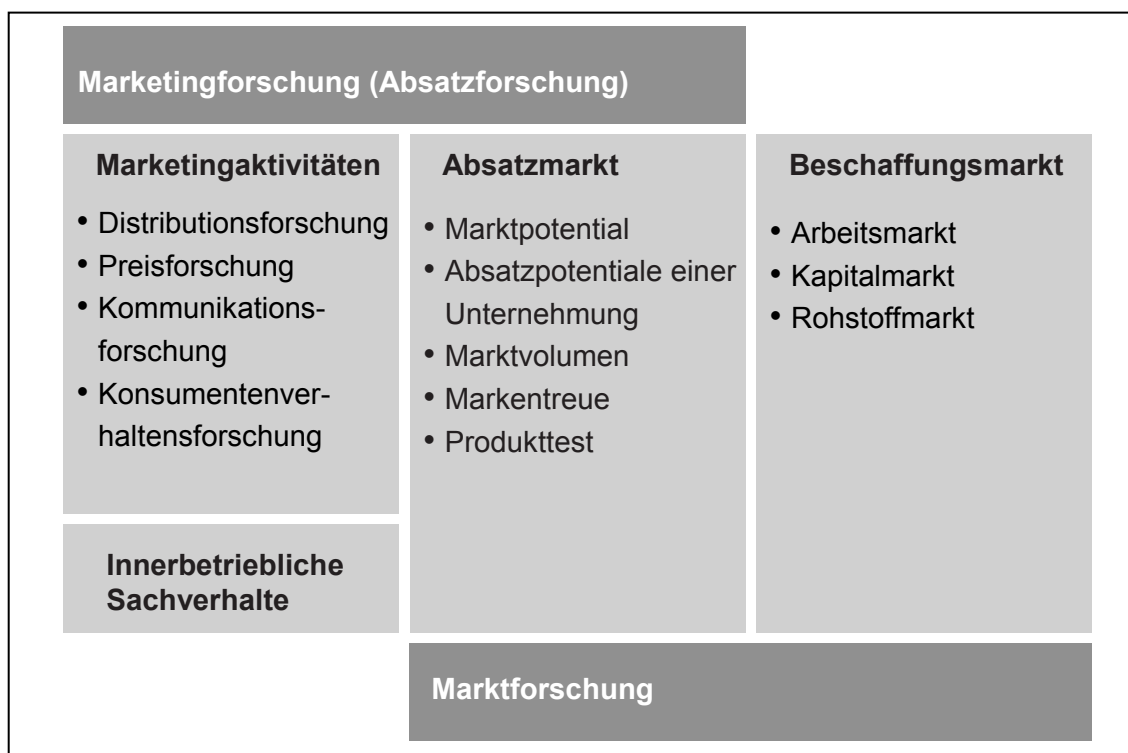 Marketingforschung (Absatzforschung)
Marketingaktivitäten
• Distributionsforschung
• Preisforschung
• Kommunikations-
forschung
• Konsumentenver-
haltensforschung
Innerbetriebliche
Sachverhalte
Absatzmarkt
• Marktpotential
• Absatzpotentiale einer
Unternehmung
• Marktvolumen
• Markentreue
• Produkttest
Beschaffungsmarkt
• Arbeitsmarkt
• Kapitalmarkt
• Rohstoffmarkt
Marktforschung